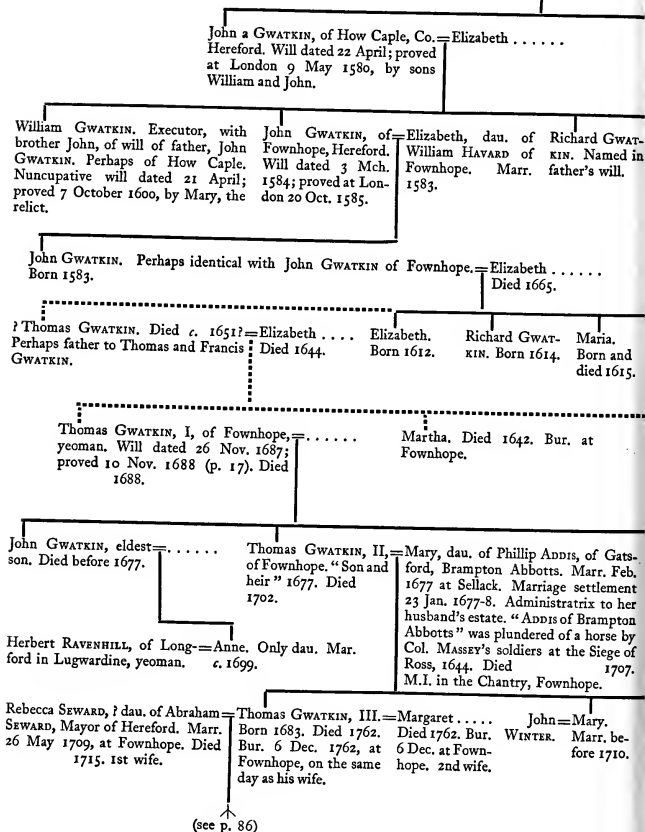 John a GWATKIN, of How Caple, Co.=Elizabeth ......
Hereford. Will dated 22 April; proved
at London 9 May 1580, by sons
William and John.
William GWATKIN. Executor, with
brother John, of will of father, John
GWATKIN. Perhaps of How Caple.
Nuncupative will dated 21 April;
proved 7 October 1600, by Mary, the
relict.
John GWATKIN, of
Fownhope, Hereford.
Will dated 3 Mch.
1584; proved at Lon-
don 20 Oct. 1585.
=Elizabeth, dau. of
William HAVARD of
Fownhope. Marr.
1583.
Richard GWAT-
KIN. Named in
father's will.
John GWATKIN. Perhaps identical with John GWATKIN of Fownhope.=Elizabeth ......
Born 1583.
Died 1665.
? Thomas GWATKIN. Died c. 1651?=
Perhaps father to Thomas and Francis
GWATKIN.
Elizabeth ....
Died 1644.
Elizabeth.
Born 1612.
Richard GWAT-
KIN. Born 1614.
Maria.
Born and
died 1615.
Thomas GWATKIN, I, of Fownhope,=......
yeoman. Will dated 26 Nov. 1687;
proved 10 Nov. 1688 (p. 17). Died
1688.
Martha. Died 1642. Bur. at
Fownhope.
John GWATKIN, eldest=......
son. Died before 1677.
Thomas GWATKIN, II,
of Fownhope. "Son and
heir" 1677. Died
1702.
=Mary, dau. of Phillip ADDIS, of Gats-
ford, Brampton Abbotts. Marr. Feb.
1677 at Sellack. Marriage settlement
23 Jan. 1677-8. Administratrix to her
husband's estate. "ADDIS of Brampton
Abbotts" was plundered of a horse by
Col. MASSEY'S soldiers at the Siege of
Ross, 1644. Died 1707.
M.I. in the Chantry, Fownhope.
Herbert RAVENHILL, of Long-
ford in Lugwardine, yeoman.
=Anne. Only dau. Mar.
c. 1699.
Rebecca SEWARD, ? dau. of Abraham=
SEWARD, Mayor of Hereford. Marr.
26 May 1709, at Fownhope. Died
1715. 1st wife.
Thomas GWATKIN, III.
Born 1683. Died 1762.
Bur. 6 Dec. 1762, at
Fownhope, on the same
day as his wife.
=Margaret .....
Died 1762. Bur.
6 Dec. at Fown-
hope. 2nd wife.
John
WINTER.
=Mary.
Marr. be-
fore 1710.
(see p. 86)